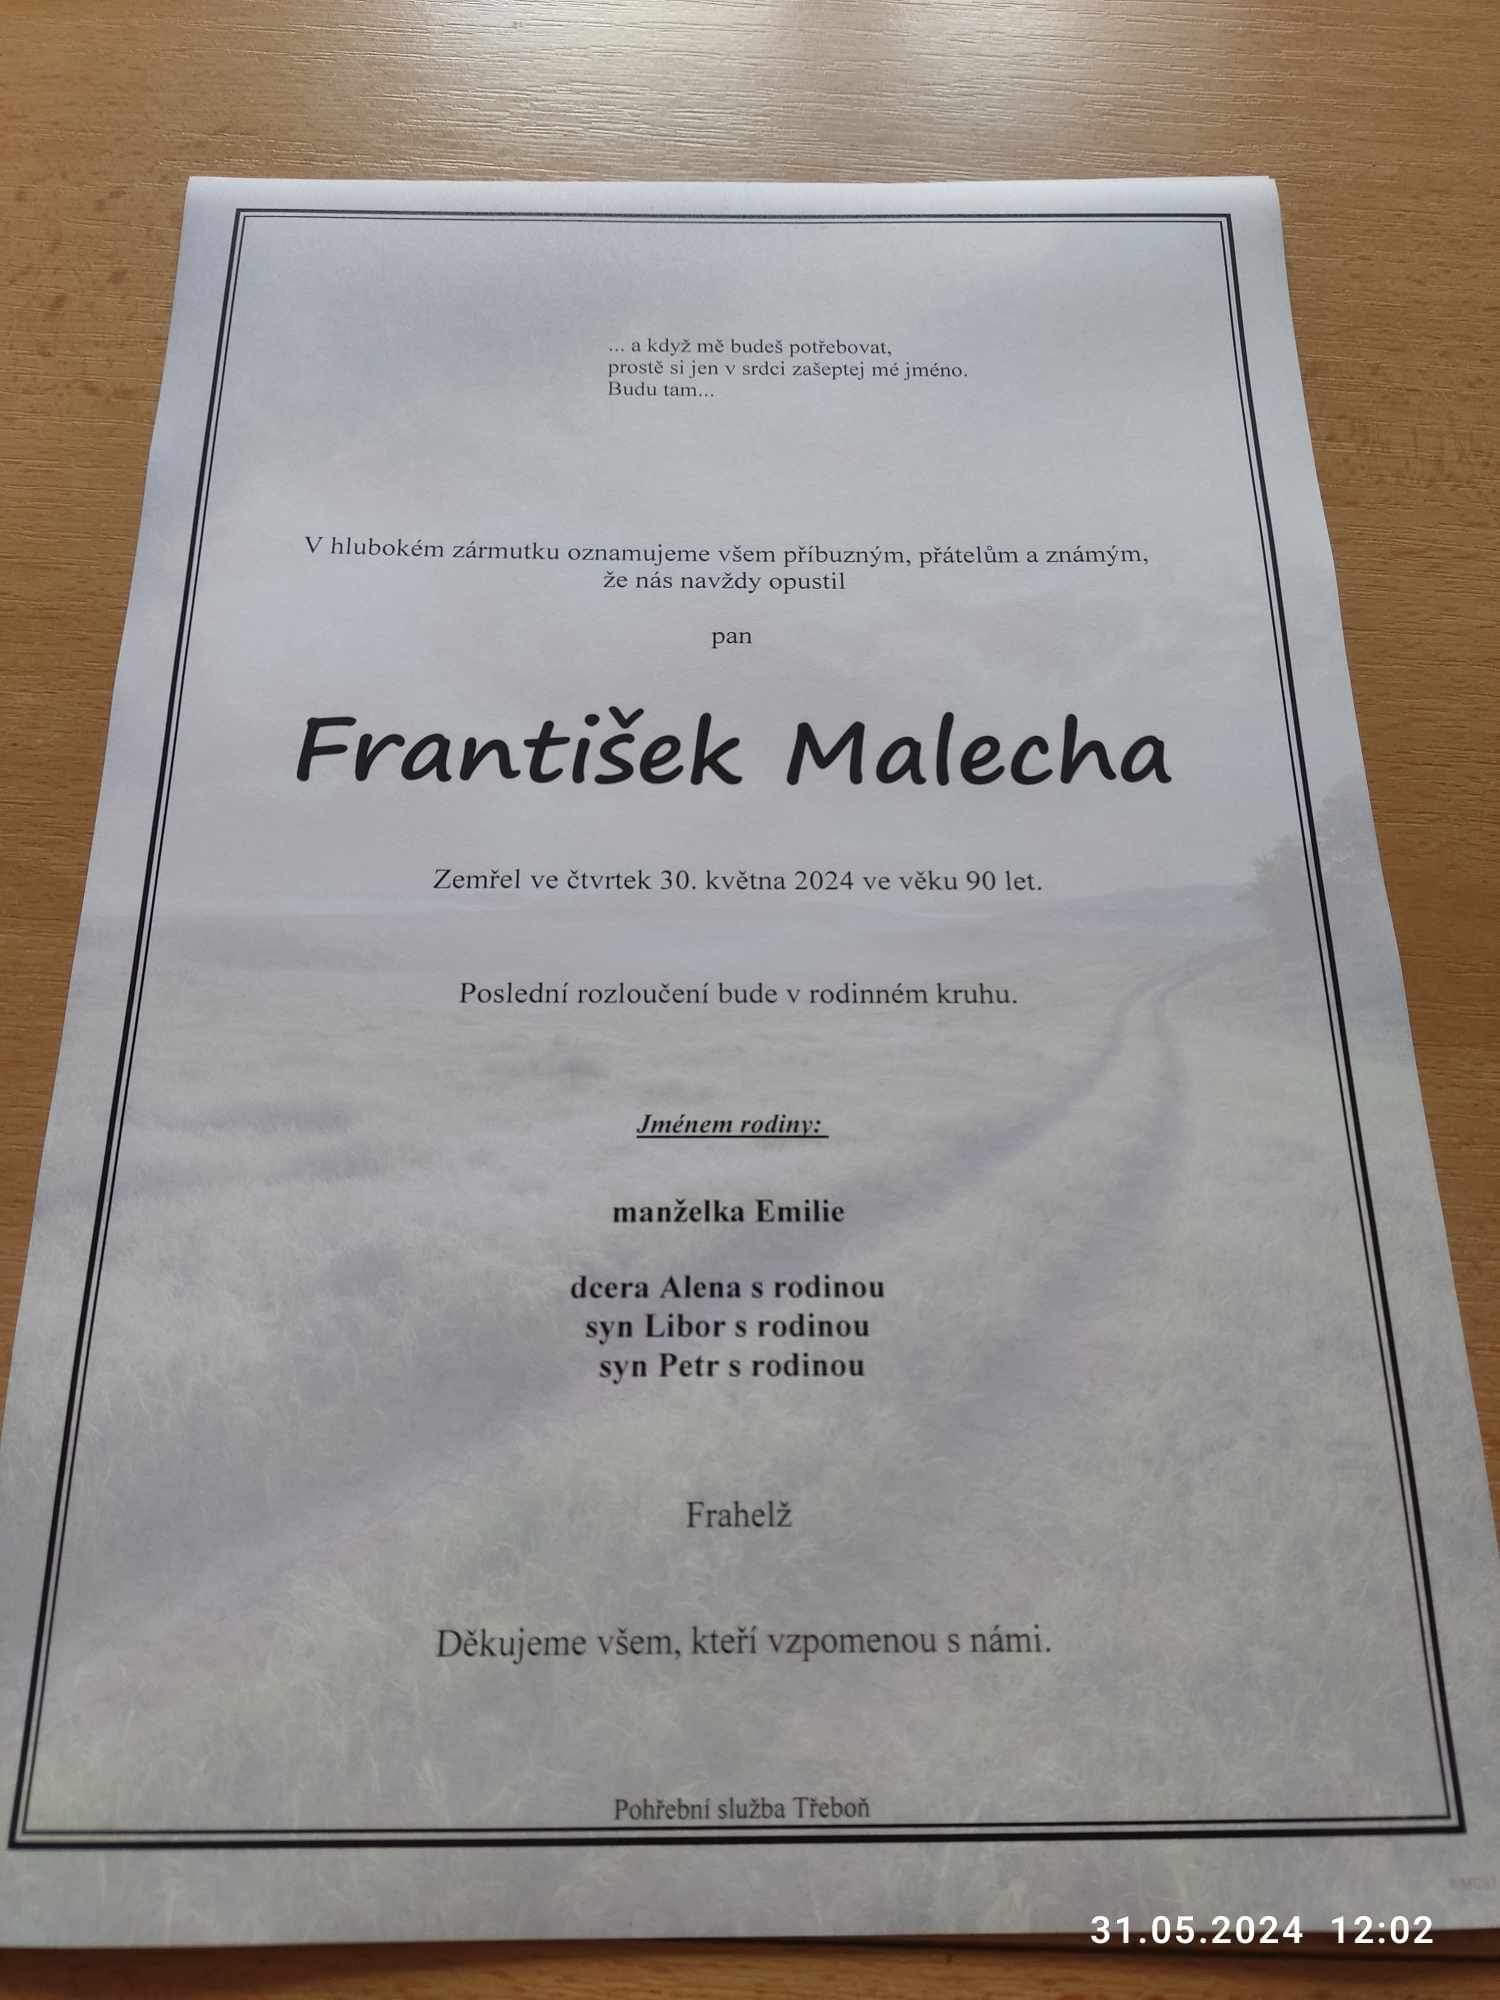 ... a když mě budeš potřebovat,
prostě si jen v srdci zašeptej mé jméno.
Budu tam...
V hlubokém zármutku oznamujeme všem příbuzným, přátelům a známým,
že nás navždy opustil
pan
František Malecha
Zemřel ve čtvrtek 30. května 2024 ve věku 90 let.
Poslední rozloučení bude v rodinném kruhu.
Jménem rodiny:
manželka Emilie
dcera Alena s rodinou
syn Libor s rodinou
syn Petr s rodinou
Frahelž
Děkujeme všem, kteří vzpomenou s námi.
Pohřební služba Třeboň
31.05.2024 12:02